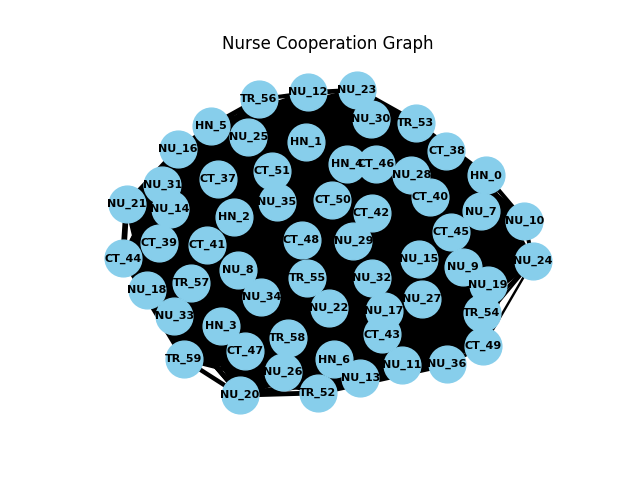 Nurse Cooperation Graph
NU_23
NU_12
TR_56
NU_30
TR_53
HN_5
NU_25
HN_1
NU_16
CT_38
HN_4
CT_46
CT_51
NU_28
HN_0
CT_37
NU_31
CT_40
CT_50
NU_35
NU_21
NU_14
NU_7
CT_42
HN_2
NU_10
CT_45
CT_48
NU_29
CT_39
CT_41
CT_44
NU_15
NU_24
NU_9
NU_8
TR_55
NU_32
TR_57
NU_19
NU_18
NU_34
NU_27
NU_22
NU_17
TR_54
NU_33
HN_3
CT_43
TR_58
CT_49
CT_47
TR_59
HN_6
NU_36
NU_11
NU_26
NU_13
TR_52
NU_20